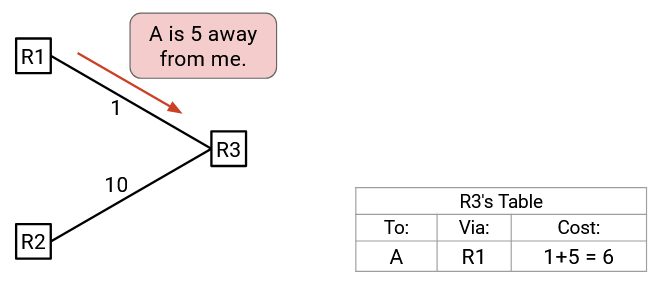 R1
A is 5 away
from me.
1
R3
10
R2
R3's Table
To: Via: Cost:
A R1 1+5 = 6